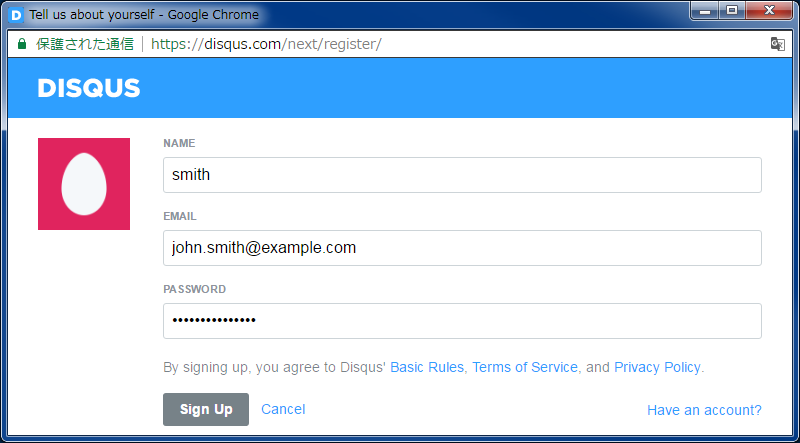 Tell us about yourself - Google Chrome
保護された通信 https://disqus.com/next/register/
DISQUS
NAME
smith
EMAIL
john.smith@example.com
PASSWORD
•••••••••••••••
By signing up, you agree to Disqus' Basic Rules, Terms of Service, and Privacy Policy.
Sign Up Cancel Have an account?